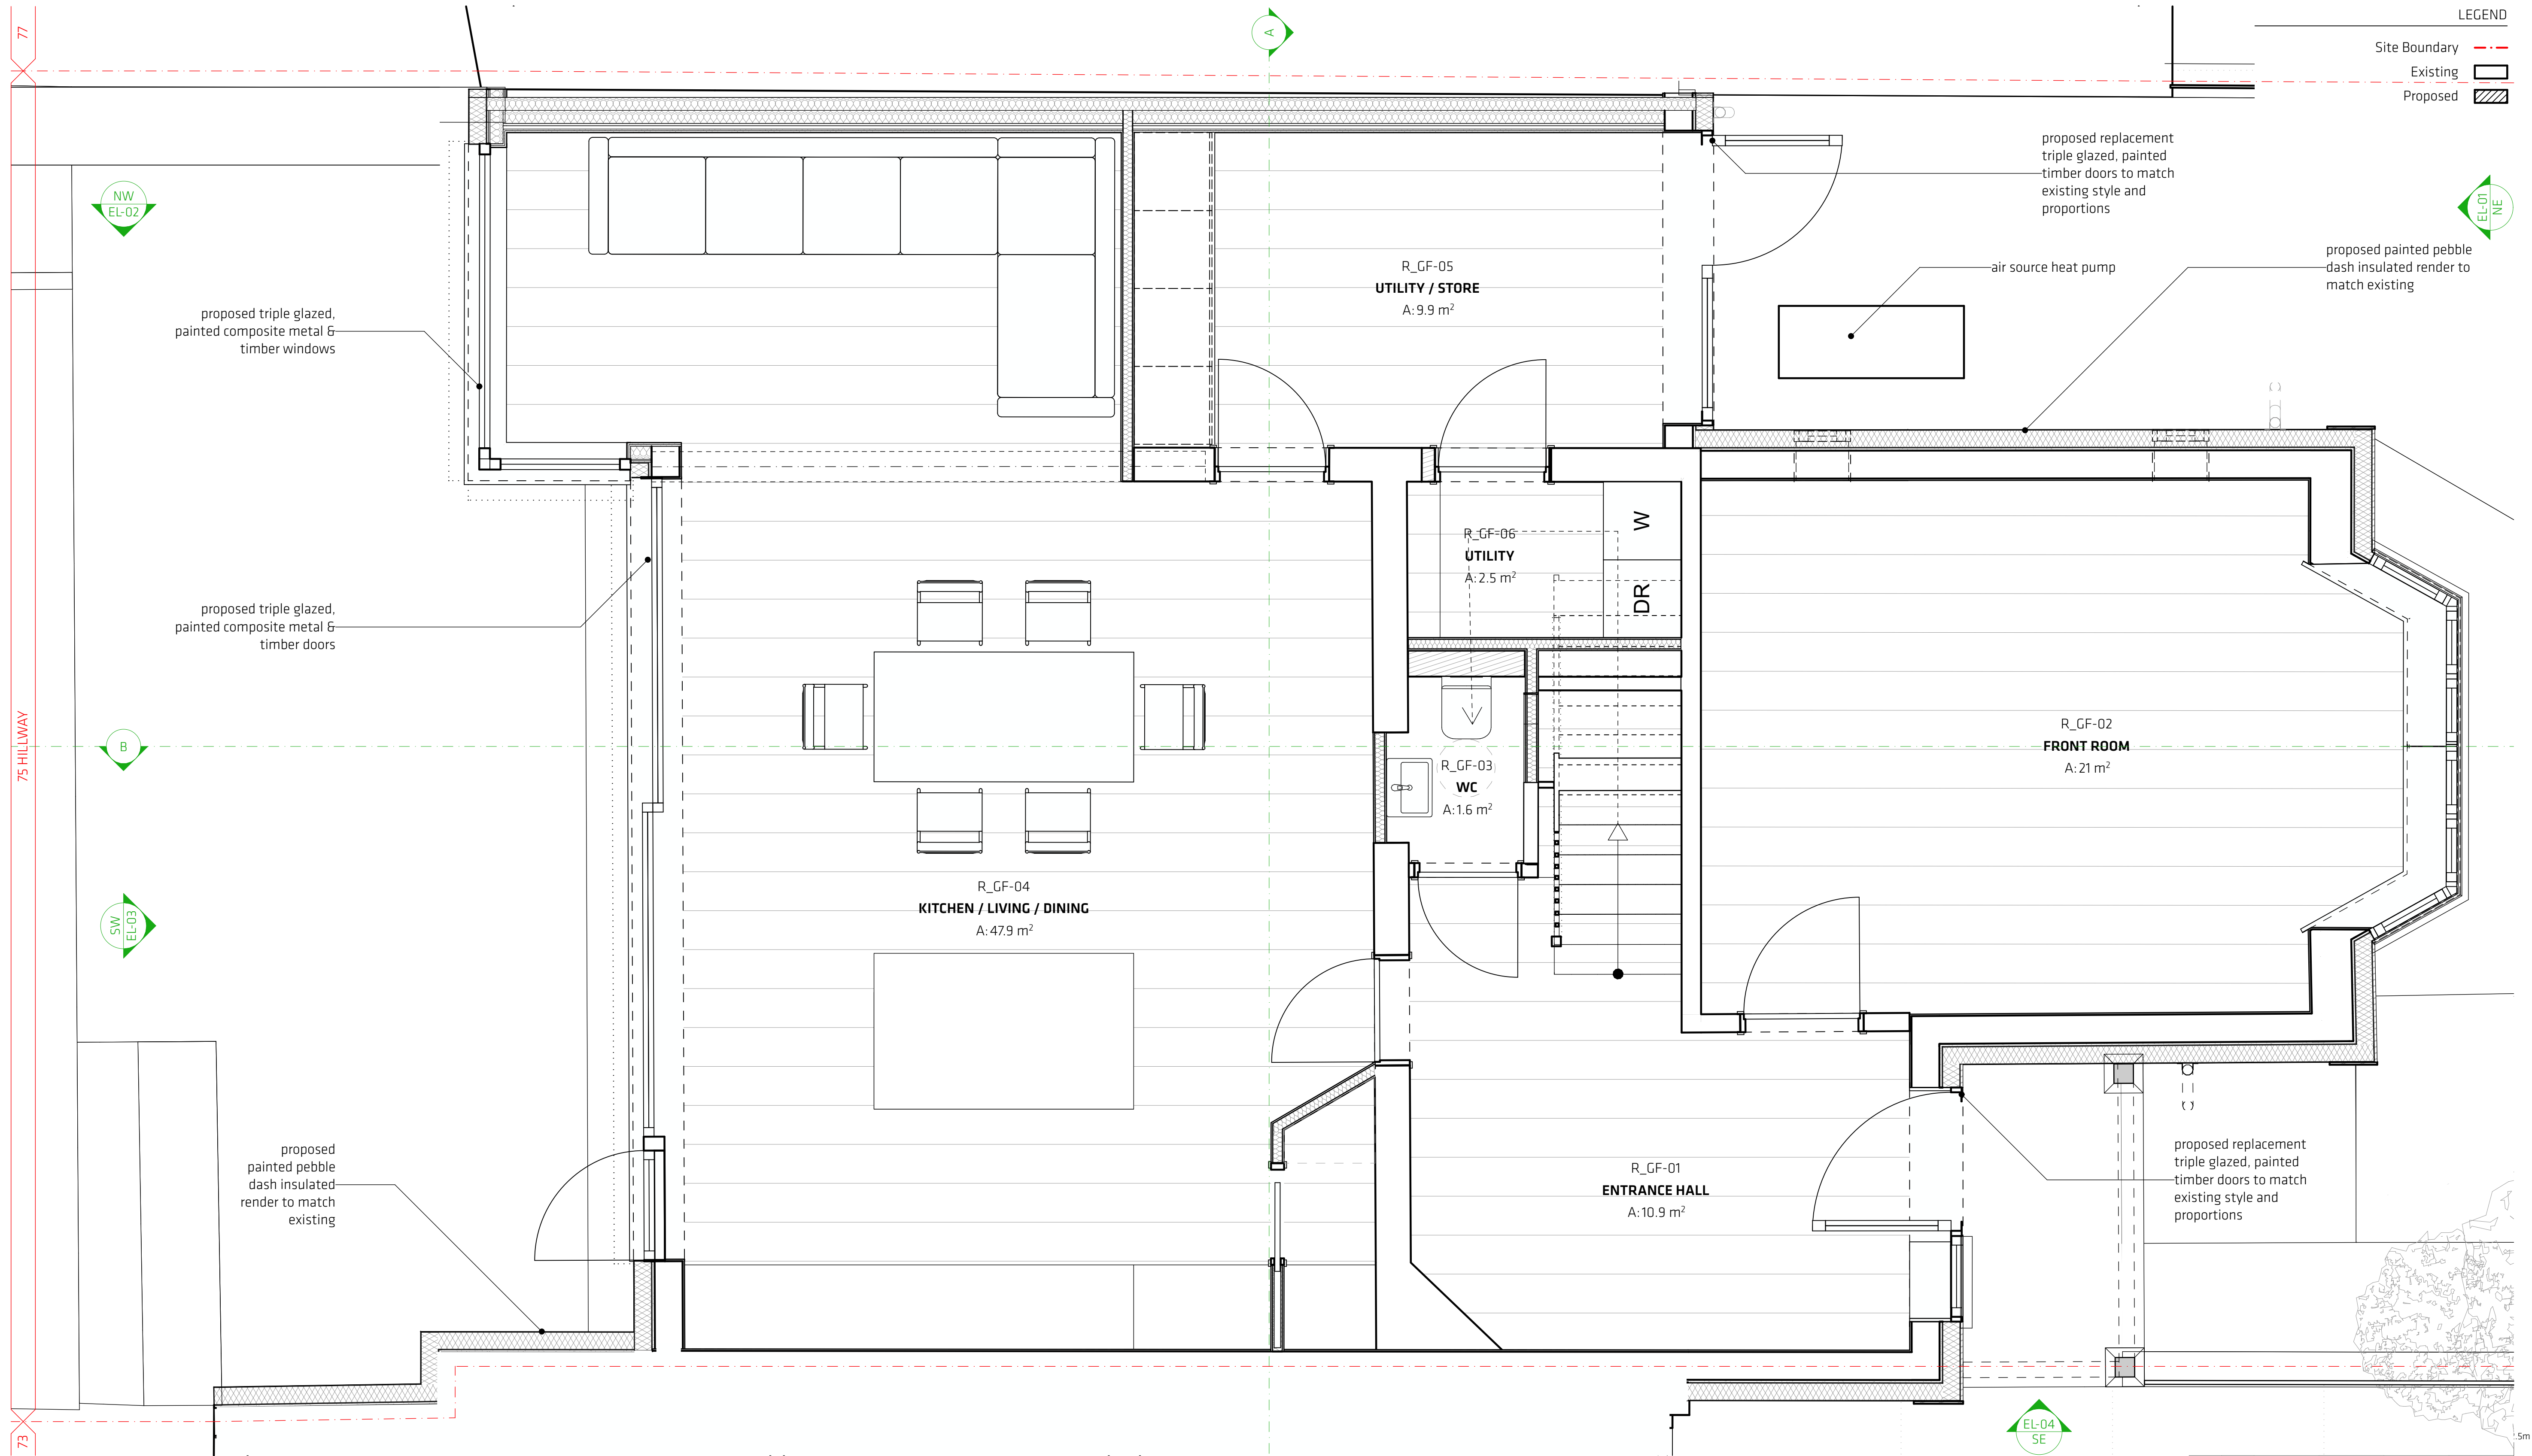 LEGEND
Site Boundary
Existing
Proposed
77
A
NW
EL-02
EL-01
NE
proposed replacement
triple glazed, painted
timber doors to match
existing style and
proportions
air source heat pump
proposed painted pebble
dash insulated render to
match existing
R_GF-05
UTILITY / STORE
A: 9.9 m²
proposed triple glazed,
painted composite metal &
timber windows
R_GF-06
UTILITY
A: 2.5 m²
W
DR
proposed triple glazed,
painted composite metal &
timber doors
75 HILLWAY
B
R_GF-02
FRONT ROOM
A: 21 m²
R_GF-03
WC
A: 1.6 m²
R_GF-04
KITCHEN / LIVING / DINING
A: 47.9 m²
SW
EL-03
proposed
painted pebble
dash insulated
render to match
existing
R_GF-01
ENTRANCE HALL
A: 10.9 m²
proposed replacement
triple glazed, painted
timber doors to match
existing style and
proportions
73
EL-04
SE
.5m